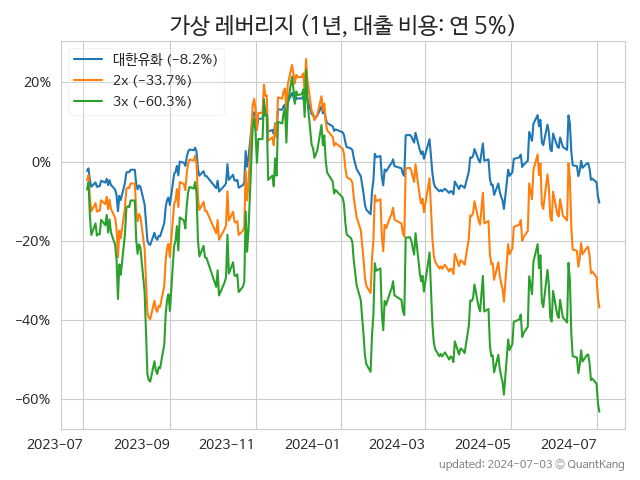 가상 레버리지 (1년, 대출 비용: 연 5%)
대한유화 (−8.2%)
2x (−33.7%)
3x (−60.3%)
20%
0%
−20%
−40%
−60%
2023-07
2023-09
2023-11
2024-01
2024-03
2024-05
2024-07
updated: 2024-07-03 © QuantKang